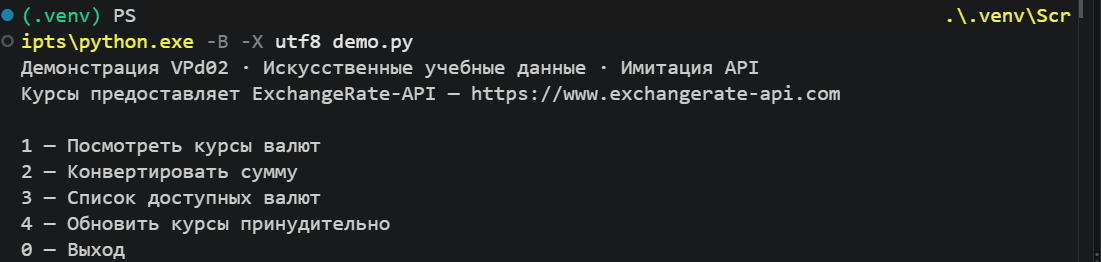 (.venv) PS .\.venv\Scr
ipts\python.exe -B -X utf8 demo.py
Демонстрация VPd02 · Искусственные учебные данные · Имитация API
Курсы предоставляет ExchangeRate-API — https://www.exchangerate-api.com
1 — Посмотреть курсы валют
2 — Конвертировать сумму
3 — Список доступных валют
4 — Обновить курсы принудительно
0 — Выход